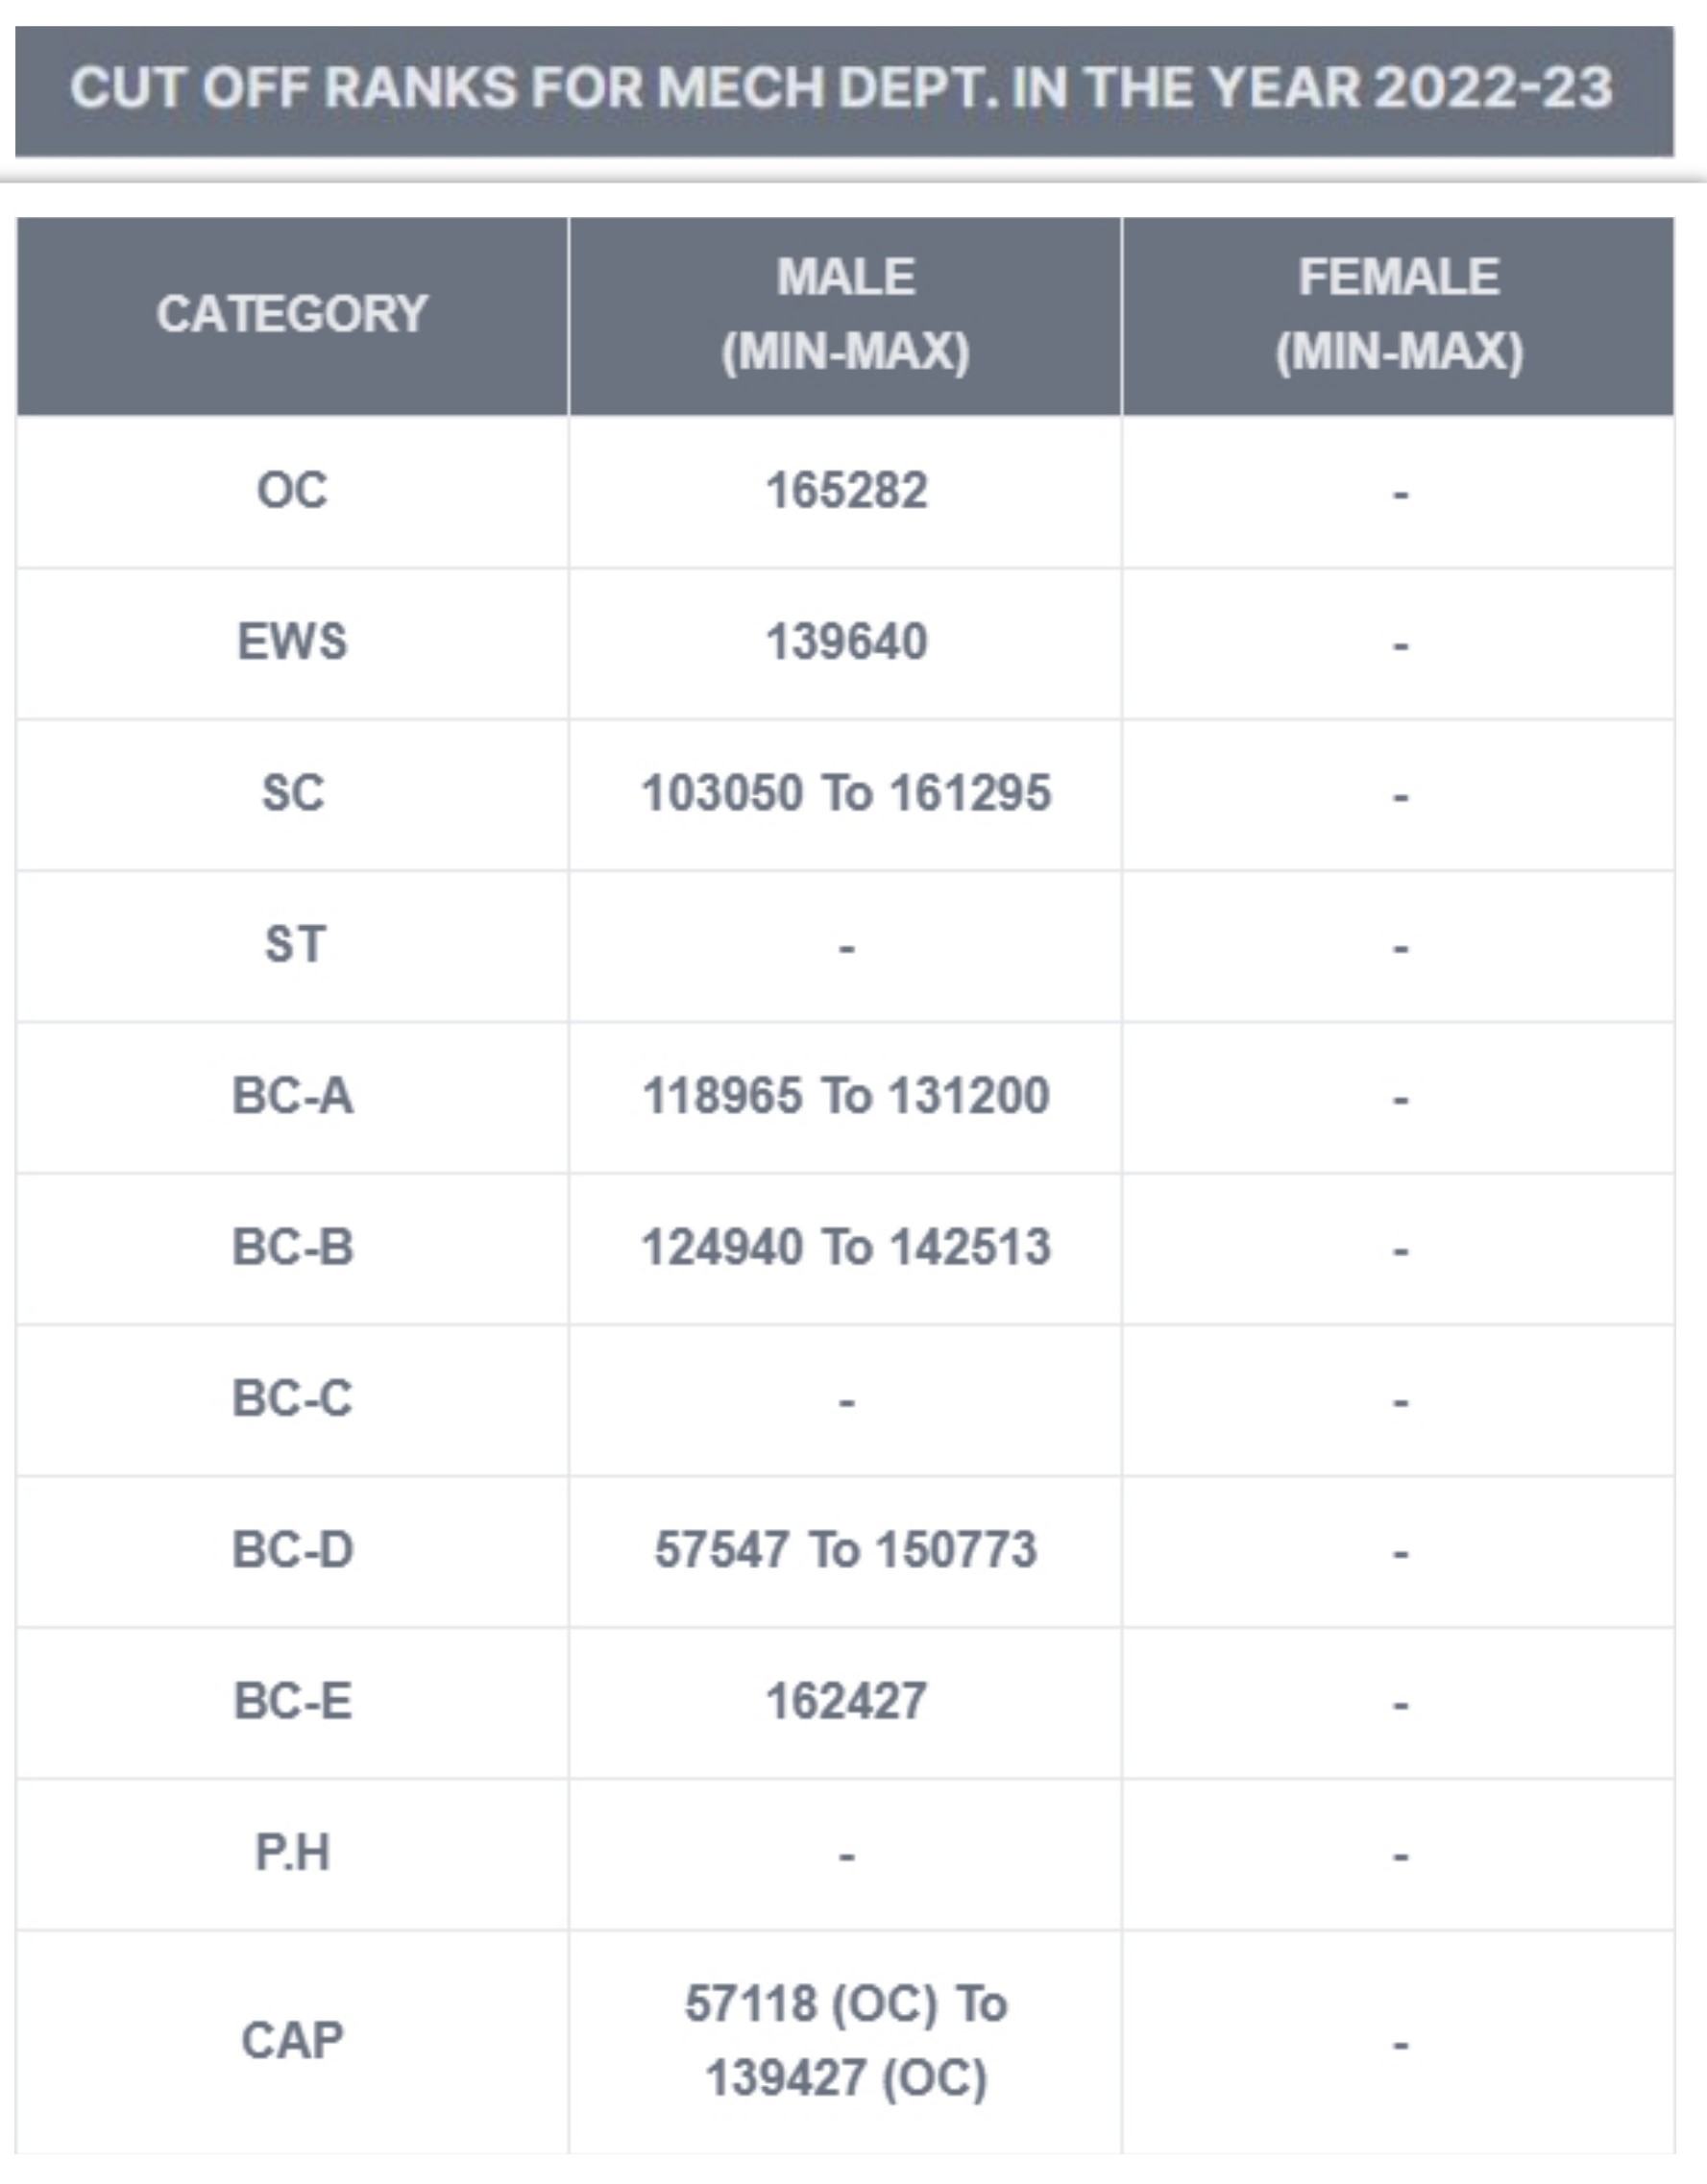 CUT OFF RANKS FOR MECH DEPT. IN THE YEAR 2022-23
CATEGORY MALE (MIN-MAX) FEMALE (MIN-MAX)
OC 165282 -
EWS 139640 -
SC 103050 To 161295 -
ST - -
BC-A 118965 To 131200 -
BC-B 124940 To 142513 -
BC-C - -
BC-D 57547 To 150773 -
BC-E 162427 -
P.H - -
CAP 57118 (OC) To 139427 (OC) -